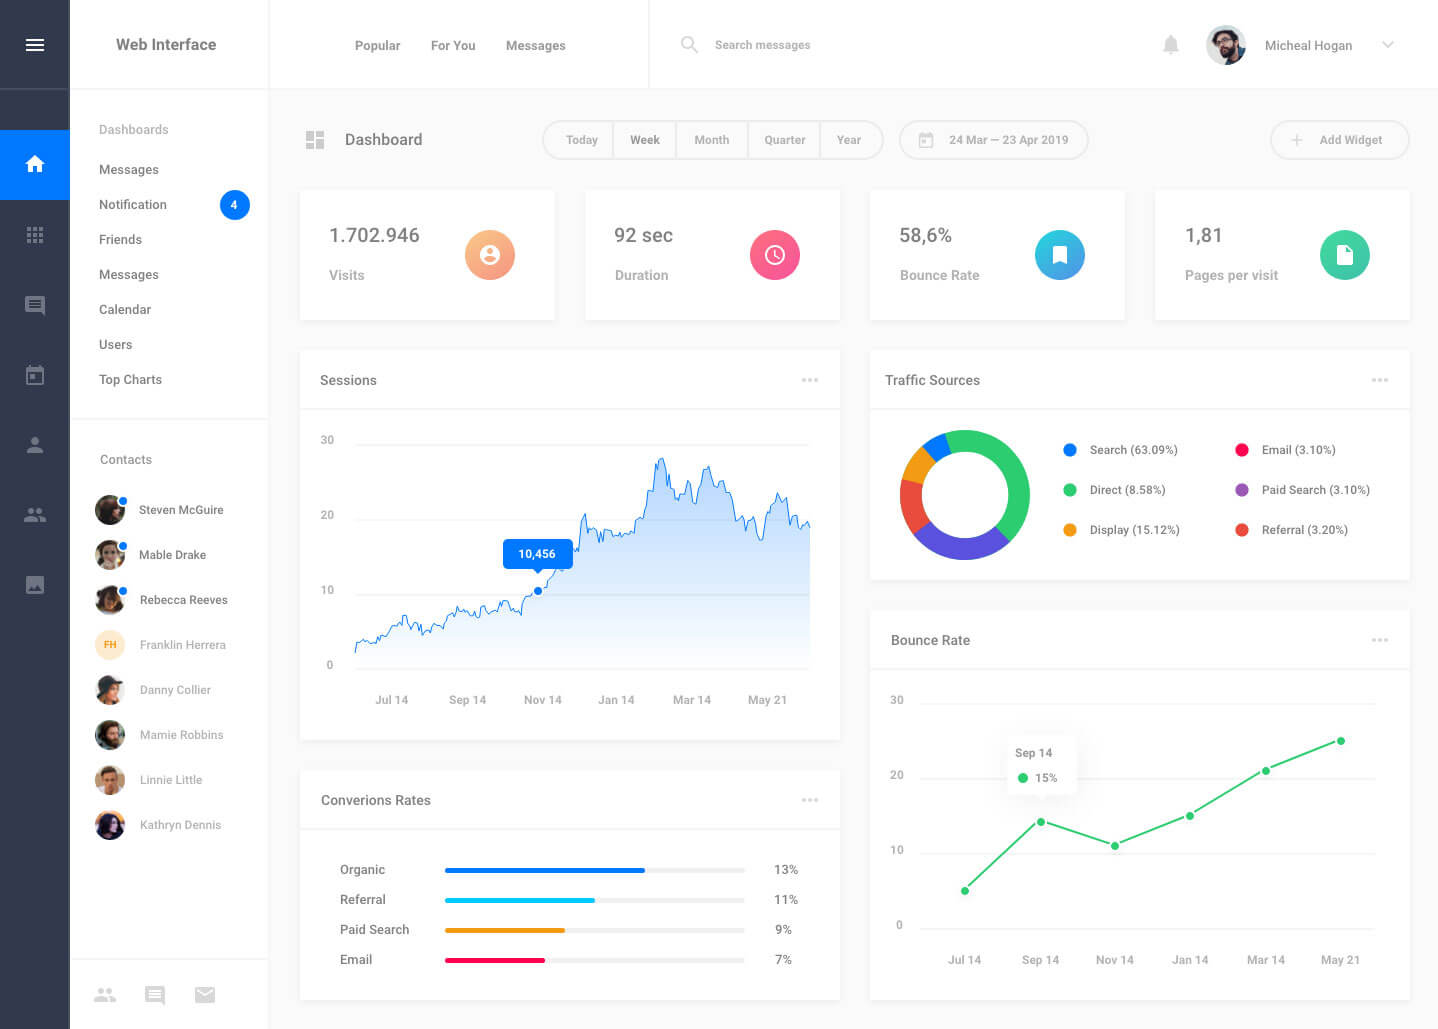 Web Interface
Popular For You Messages
Search messages
Micheal Hogan
Dashboards
Messages
Notification 4
Friends
Messages
Calendar
Users
Top Charts
Contacts
Steven McGuire
Mable Drake
Rebecca Reeves
FH Franklin Herrera
Danny Collier
Mamie Robbins
Linnie Little
Kathryn Dennis
Dashboard
Today Week Month Quarter Year
24 Mar — 23 Apr 2019
Add Widget
1.702.946
Visits
92 sec
Duration
58,6%
Bounce Rate
1,81
Pages per visit
Sessions
30
20
10
0
10,456
Jul 14 Sep 14 Nov 14 Jan 14 Mar 14 May 21
Traffic Sources
Search (63.09%) Email (3.10%)
Direct (8.58%) Paid Search (3.10%)
Display (15.12%) Referral (3.20%)
Converions Rates
Organic 13%
Referral 11%
Paid Search 9%
Email 7%
Bounce Rate
30
20
10
0
Sep 14
15%
Jul 14 Sep 14 Nov 14 Jan 14 Mar 14 May 21